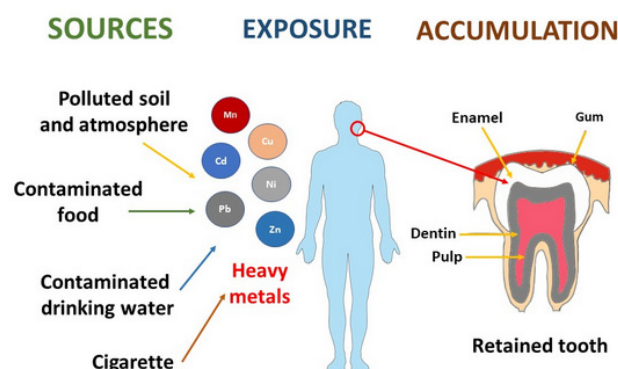 SOURCES
EXPOSURE
ACCUMULATION
Polluted soil
and atmosphere
Contaminated
food
Contaminated
drinking water
Cigarette
Mn
Cu
Cd
Ni
Pb
Zn
Heavy
metals
Enamel
Gum
Dentin
Pulp
Retained tooth